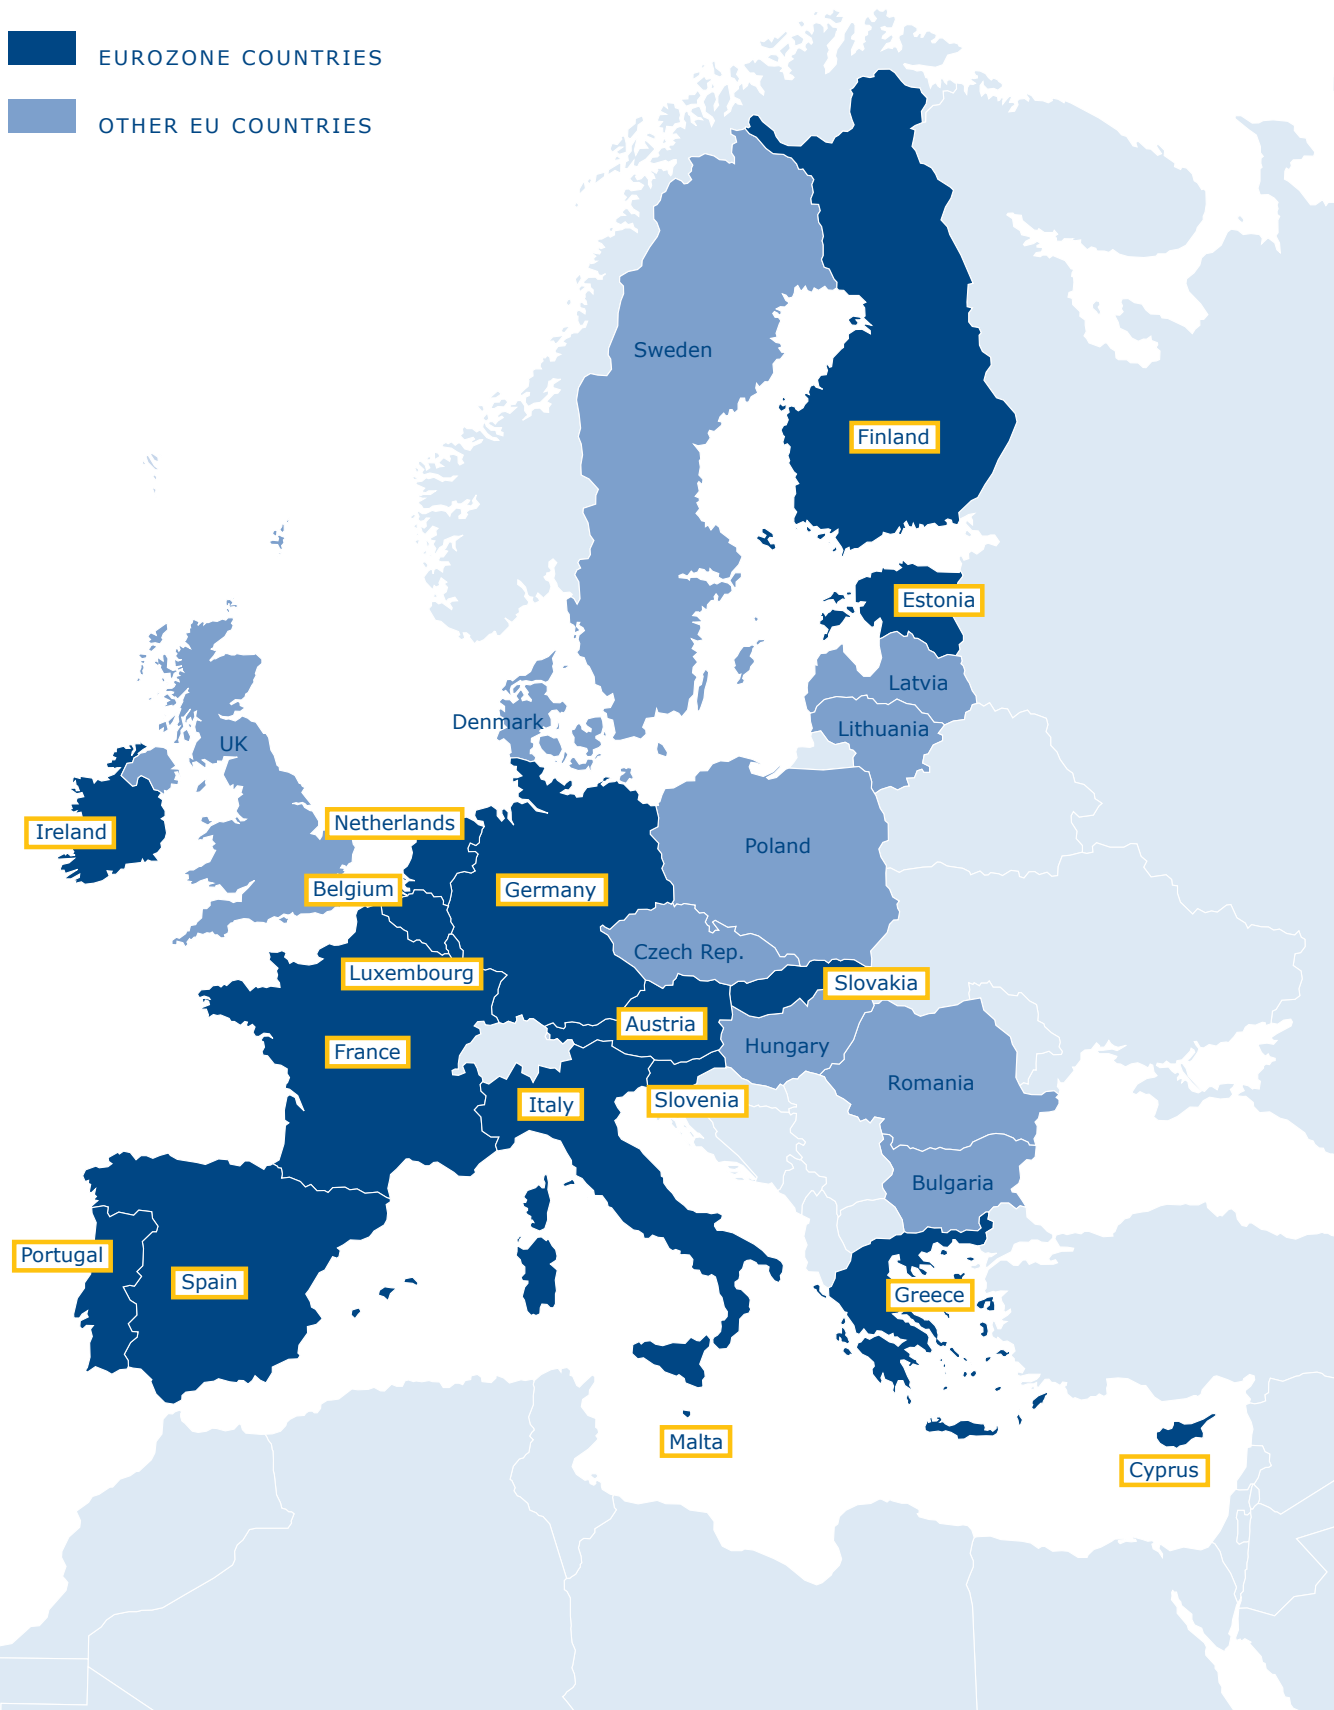 EUROZONE COUNTRIES
OTHER EU COUNTRIES
Sweden
Finland
Estonia
Latvia
Denmark
Lithuania
UK
Netherlands
Ireland
Poland
Belgium
Germany
Czech Rep.
Luxembourg
Slovakia
Austria
France
Hungary
Romania
Slovenia
Italy
Bulgaria
Portugal
Spain
Greece
Malta
Cyprus